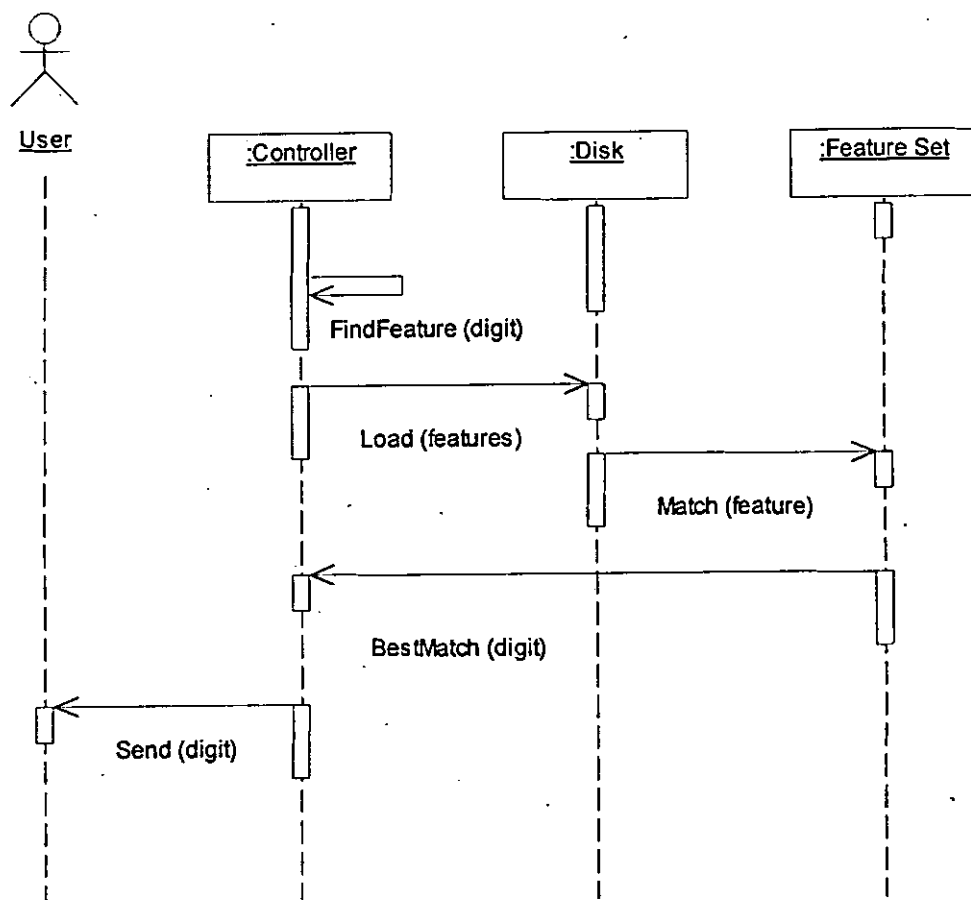 User
:Controller
:Disk
:Feature Set
FindFeature (digit)
Load (features)
Match (feature)
BestMatch (digit)
Send (digit)